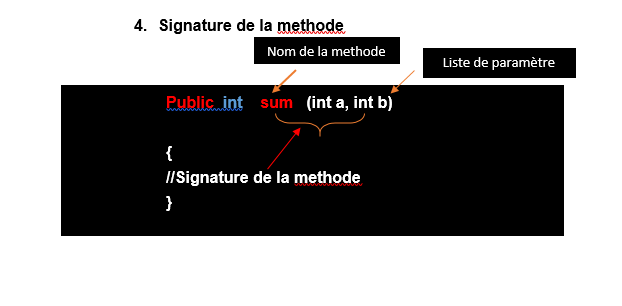 4. Signature de la methode
Nom de la methode
Liste de paramètre
Public int sum (int a, int b)
{
//Signature de la methode
}